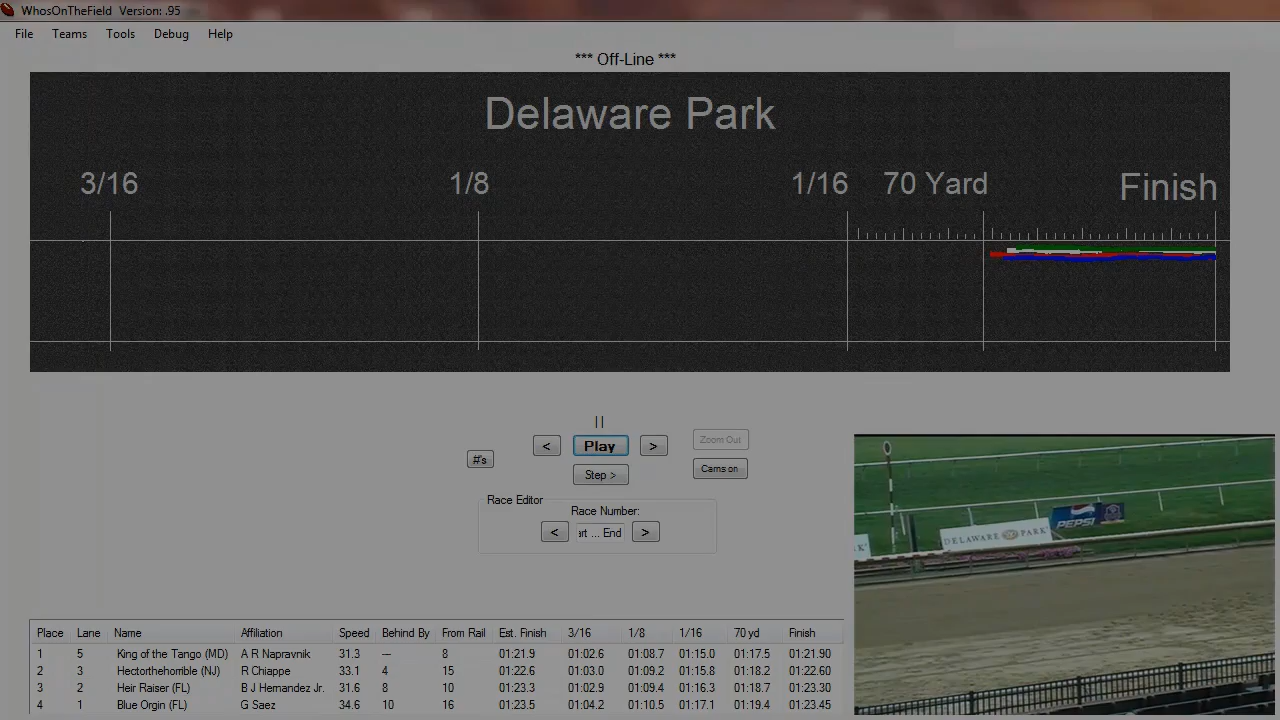 WhosOnTheField Version: .95
File Teams Tools Debug Help
*** Off-Line ***
Delaware Park
3/16 1/8 1/16 70 Yard Finish
||
< Play > Zoom Out
#'s Step > Cams on
Race Editor
Race Number:
< art ... End >
PEPSI
DELAWARE PARK
Place Lane Name Affiliation Speed Behind By From Rail Est. Finish 3/16 1/8 1/16 70 yd Finish
1 5 King of the Tango (MD) A R Napravnik 31.3 --- 8 01:21.9 01:02.6 01:08.7 01:15.0 01:17.5 01:21.90
2 3 Hectorthehorrible (NJ) R Chiappe 33.1 4 15 01:22.6 01:03.0 01:09.2 01:15.8 01:18.2 01:22.60
3 2 Heir Raiser (FL) B J Hernandez Jr. 31.6 8 10 01:23.3 01:02.9 01:09.4 01:16.3 01:18.7 01:23.30
4 1 Blue Orgin (FL) G Saez 34.6 10 16 01:23.5 01:04.2 01:10.5 01:17.1 01:19.4 01:23.45